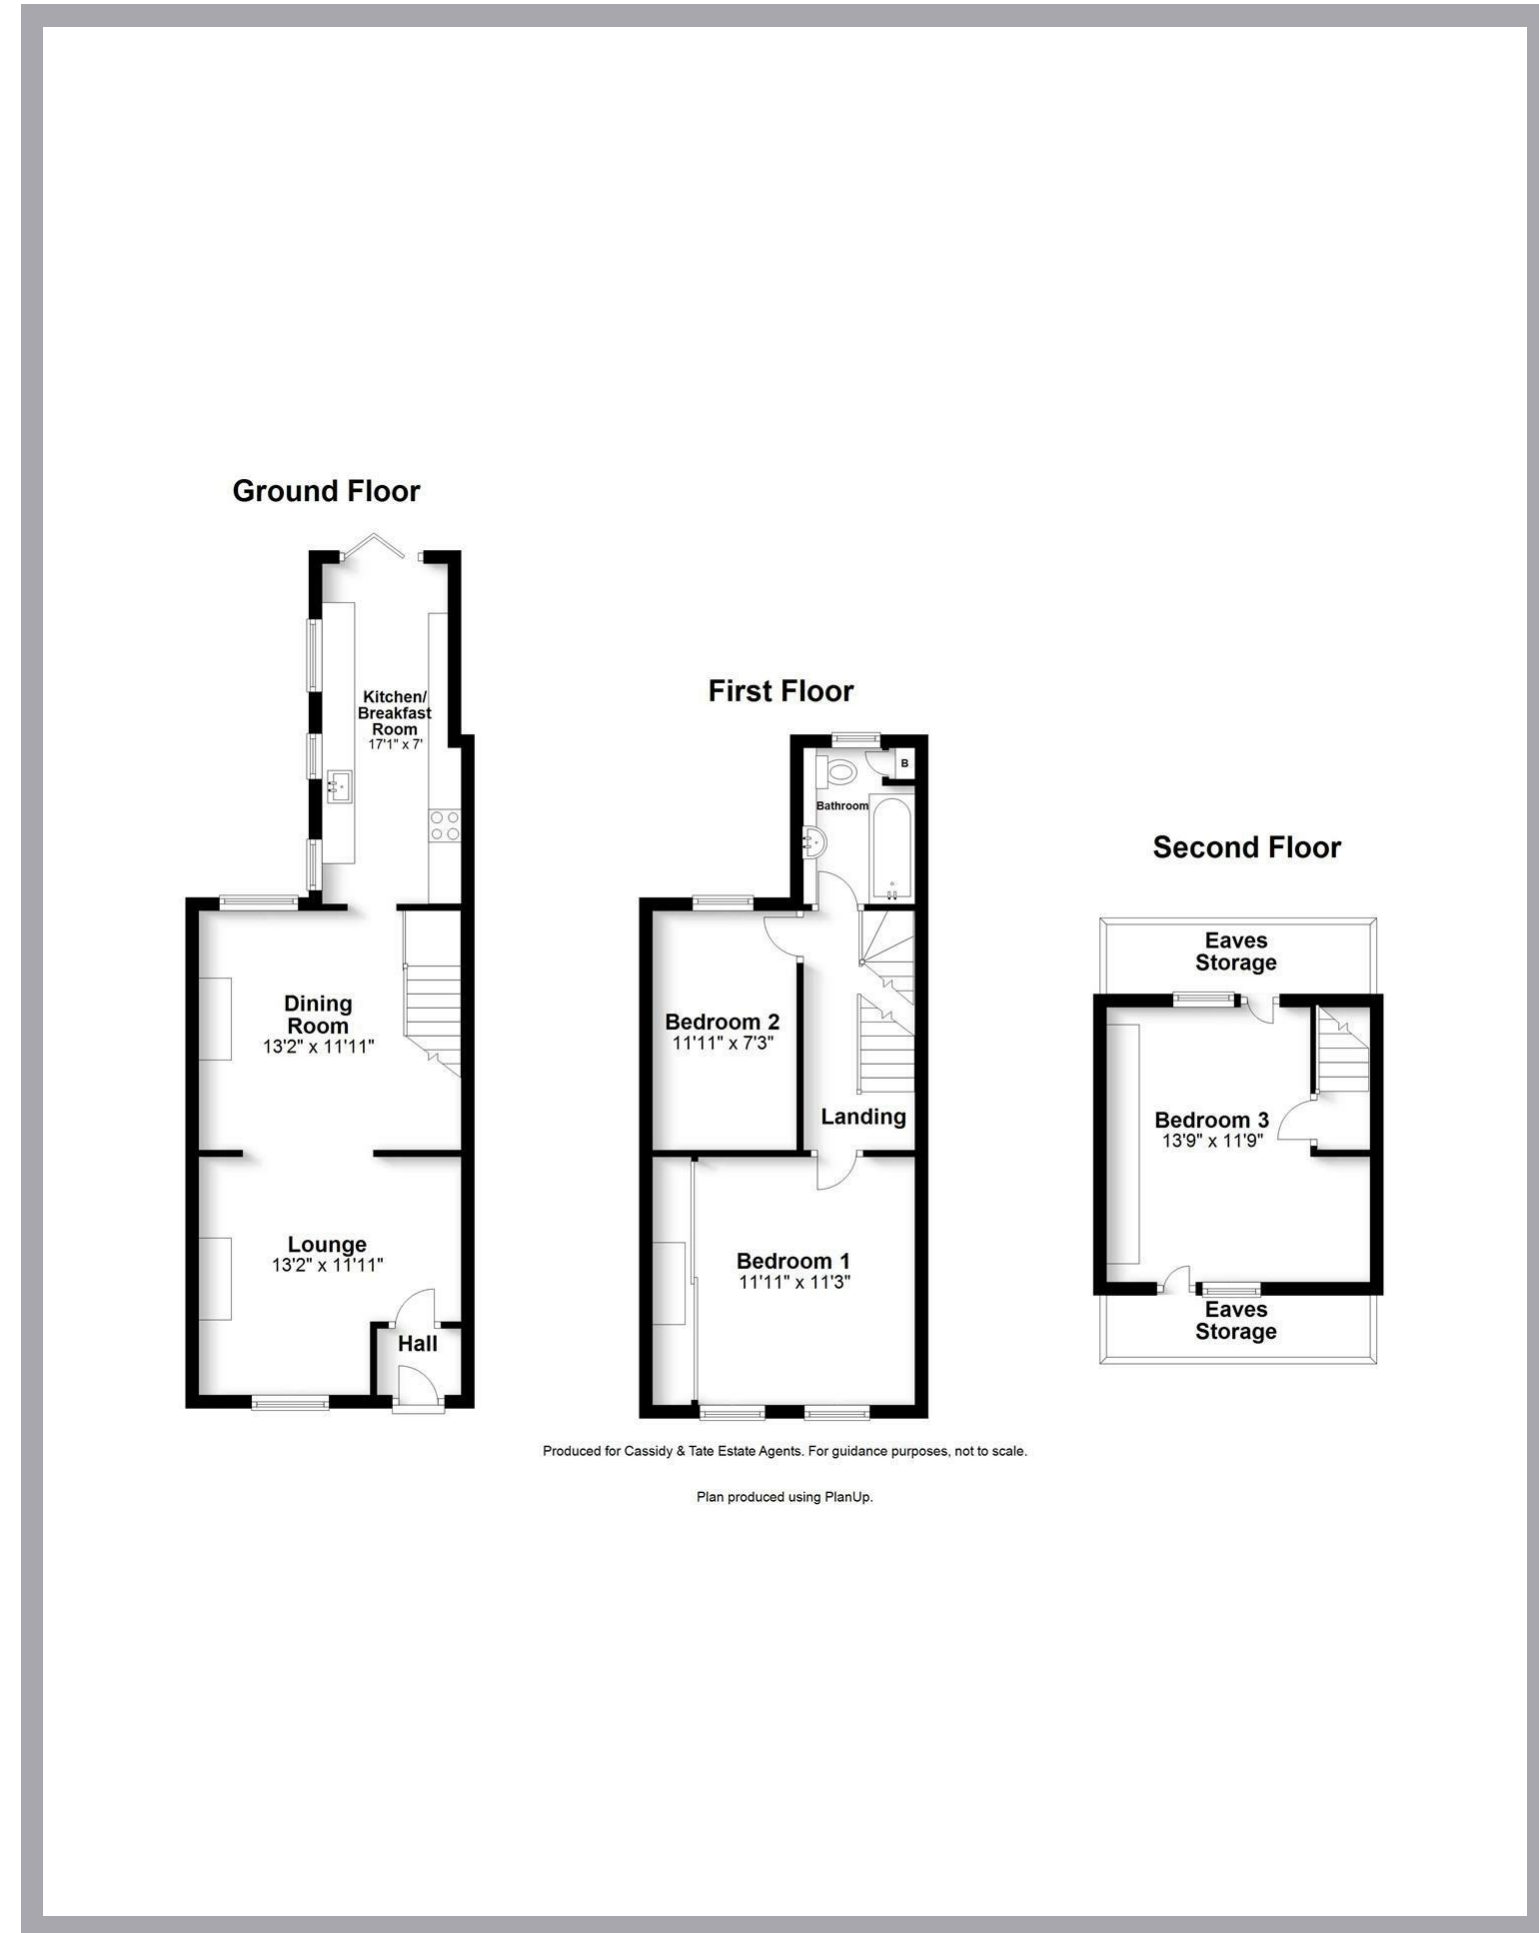 Ground Floor
Kitchen/
Breakfast
Room
17'1" x 7'
Dining
Room
13'2" x 11'11"
Lounge
13'2" x 11'11"
Hall
First Floor
B
Bathroom
Bedroom 2
11'11" x 7'3"
Landing
Bedroom 1
11'11" x 11'3"
Second Floor
Eaves
Storage
Bedroom 3
13'9" x 11'9"
Eaves
Storage
Produced for Cassidy & Tate Estate Agents. For guidance purposes, not to scale.
Plan produced using PlanUp.